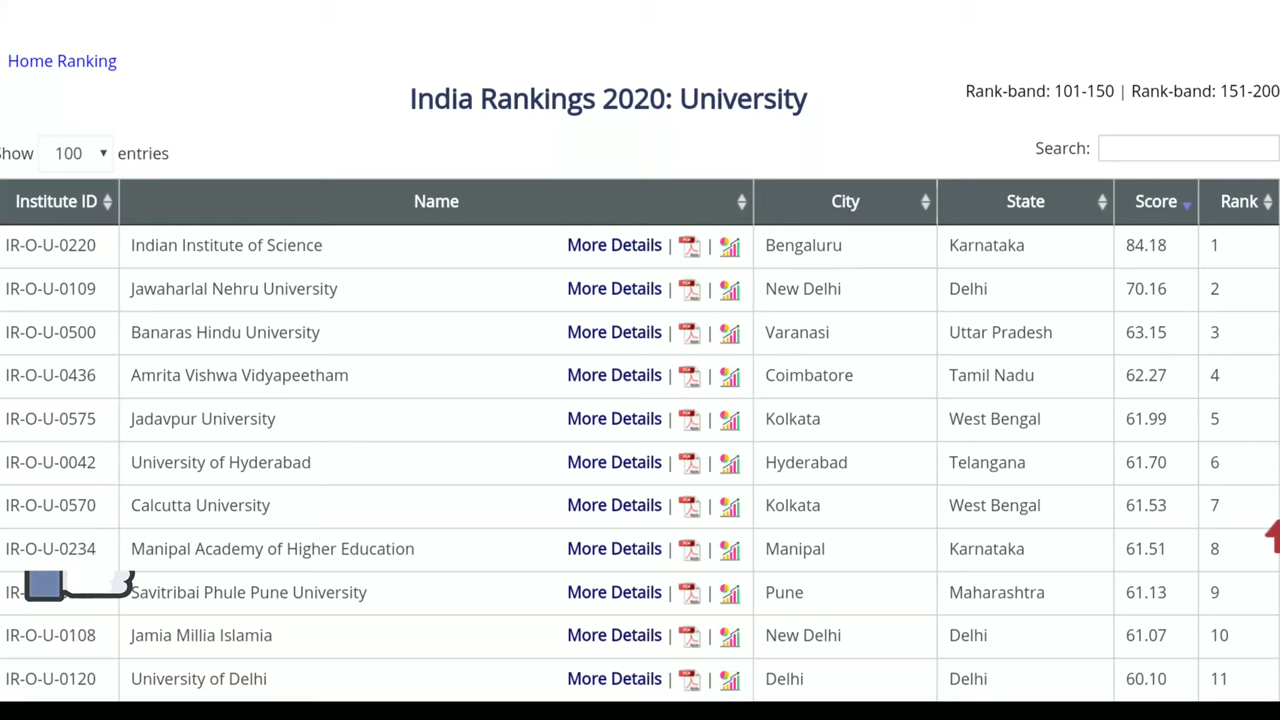 Home Ranking
India Rankings 2020: University
Rank-band: 101-150 | Rank-band: 151-200
Show 100 entries
Search:
Institute ID Name City State Score Rank
IR-O-U-0220 Indian Institute of Science More Details | | Bengaluru Karnataka 84.18 1
IR-O-U-0109 Jawaharlal Nehru University More Details | | New Delhi Delhi 70.16 2
IR-O-U-0500 Banaras Hindu University More Details | | Varanasi Uttar Pradesh 63.15 3
IR-O-U-0436 Amrita Vishwa Vidyapeetham More Details | | Coimbatore Tamil Nadu 62.27 4
IR-O-U-0575 Jadavpur University More Details | | Kolkata West Bengal 61.99 5
IR-O-U-0042 University of Hyderabad More Details | | Hyderabad Telangana 61.70 6
IR-O-U-0570 Calcutta University More Details | | Kolkata West Bengal 61.53 7
IR-O-U-0234 Manipal Academy of Higher Education More Details | | Manipal Karnataka 61.51 8
IR- Savitribai Phule Pune University More Details | | Pune Maharashtra 61.13 9
IR-O-U-0108 Jamia Millia Islamia More Details | | New Delhi Delhi 61.07 10
IR-O-U-0120 University of Delhi More Details | | Delhi Delhi 60.10 11